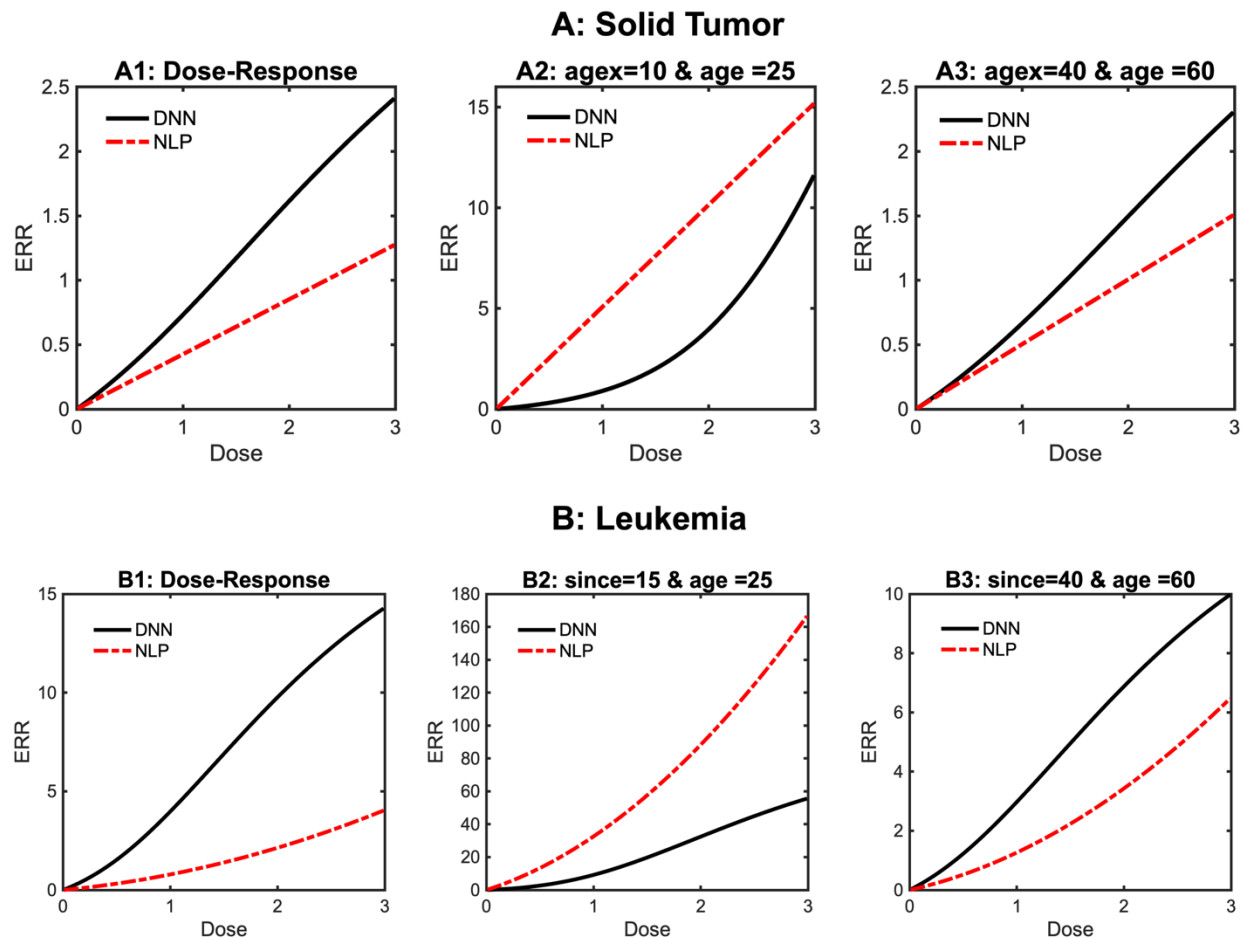 A: Solid Tumor
A1: Dose-Response
A2: agex=10 & age =25
A3: agex=40 & age =60
2.5
2
1.5
1
0.5
0
ERR
DNN
NLP
0 1 2 3
Dose
15
10
5
0
ERR
DNN
NLP
0 1 2 3
Dose
2.5
2
1.5
1
0.5
0
ERR
DNN
NLP
0 1 2 3
Dose
B: Leukemia
B1: Dose-Response
B2: since=15 & age =25
B3: since=40 & age =60
15
10
5
0
ERR
DNN
NLP
0 1 2 3
Dose
180
160
140
120
100
80
60
40
20
0
ERR
DNN
NLP
0 1 2 3
Dose
10
8
6
4
2
0
ERR
DNN
NLP
0 1 2 3
Dose